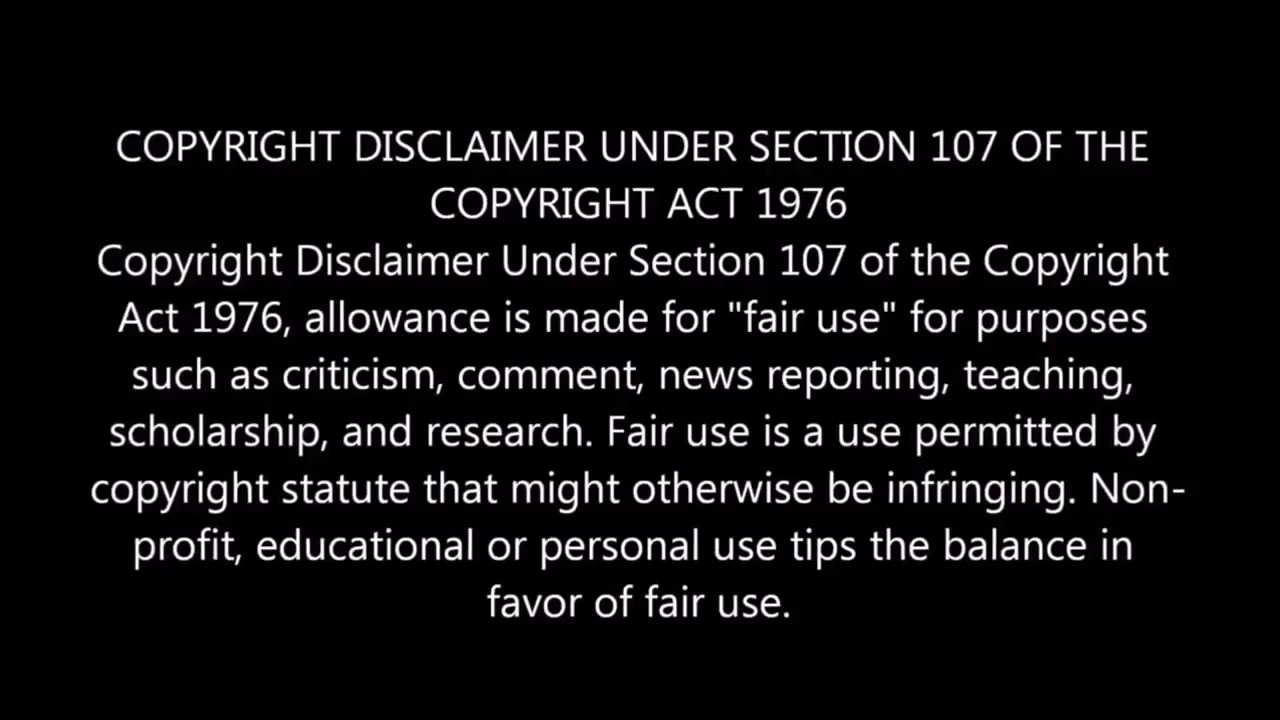 COPYRIGHT DISCLAIMER UNDER SECTION 107 OF THE
COPYRIGHT ACT 1976
Copyright Disclaimer Under Section 107 of the Copyright
Act 1976, allowance is made for "fair use" for purposes
such as criticism, comment, news reporting, teaching,
scholarship, and research. Fair use is a use permitted by
copyright statute that might otherwise be infringing. Non-
profit, educational or personal use tips the balance in
favor of fair use.